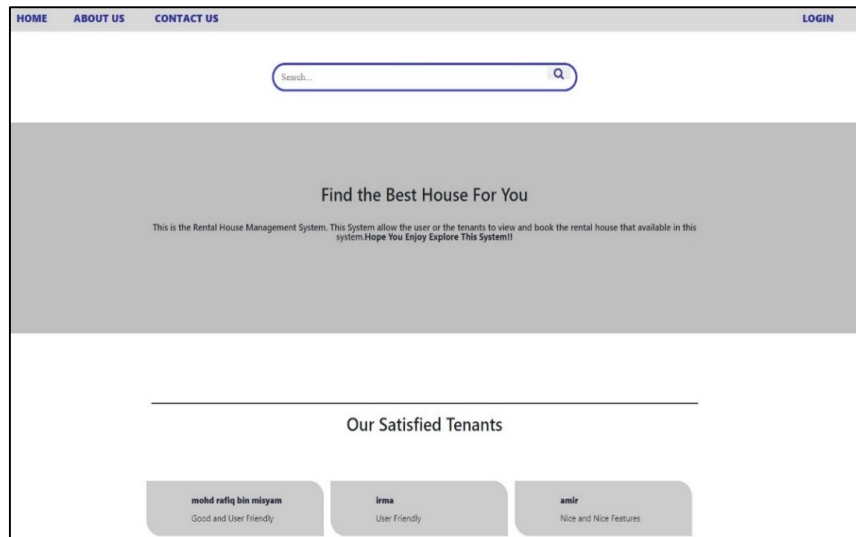 HOME ABOUT US CONTACT US LOGIN
Search...
Find the Best House For You
This is the Rental House Management System. This System allow the user or the tenants to view and book the rental house that available in this
system.Hope You Enjoy Explore This System!!
Our Satisfied Tenants
mohd rafiq bin misyam irma amir
Good and User Friendly User Friendly Nice and Nice Features